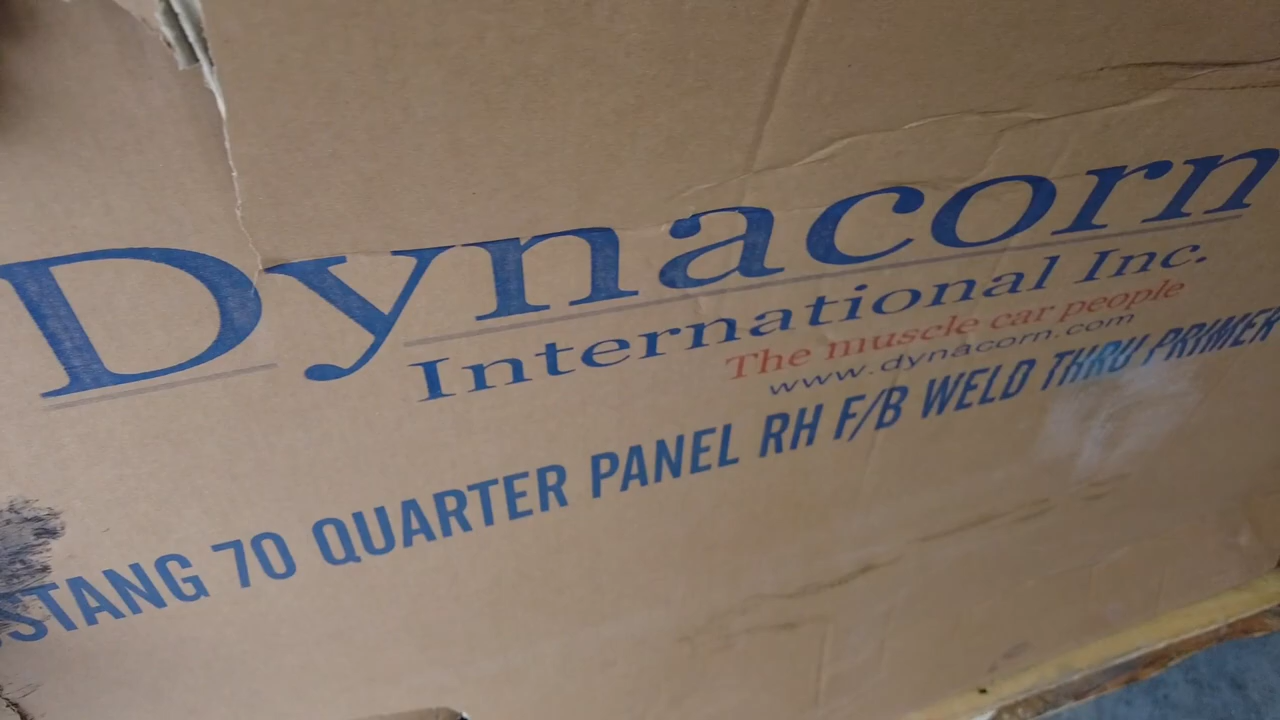 Dynacorn
International Inc.
The muscle car people
www.dynacorn.com
STANG 70 QUARTER PANEL RH F/B WELD THRU PRIMER